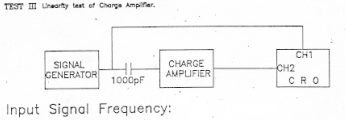 TEST III Linearity test of Charge Amplifier.
SIGNAL
GENERATOR
1000pF
CHARGE
AMPLIFIER
CH1
CH2
C R O
Input Signal Frequency: